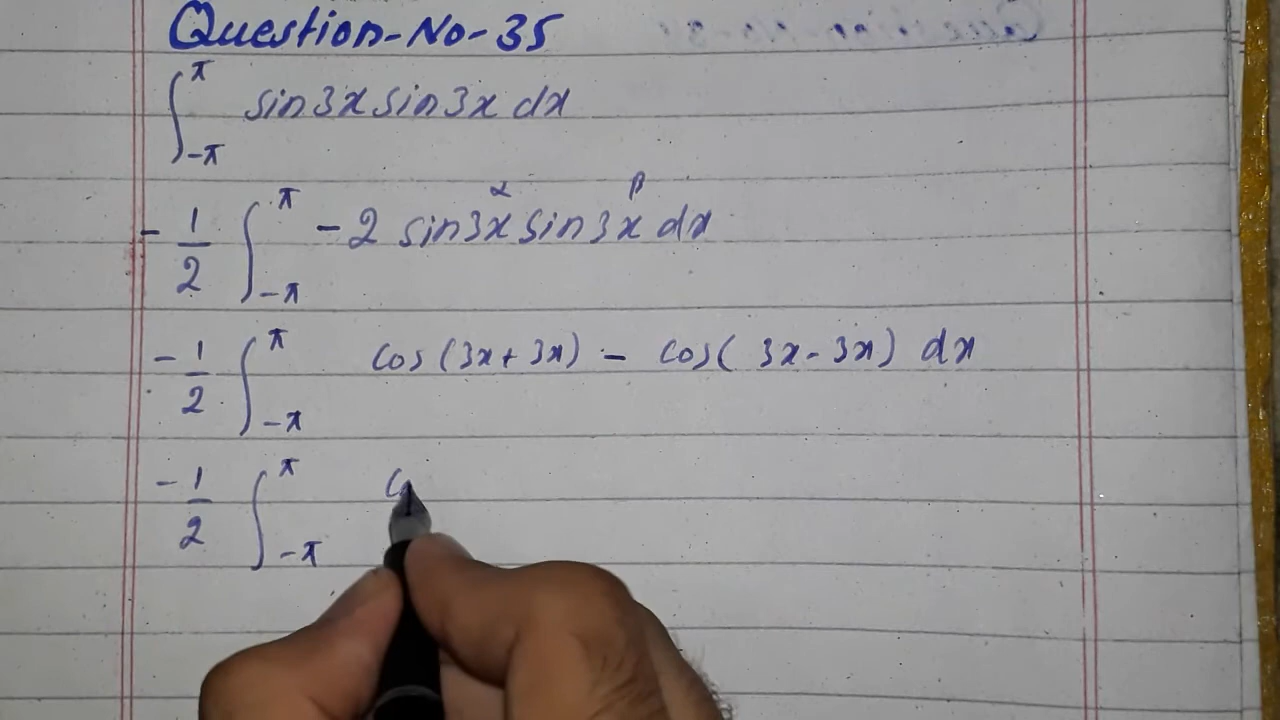 Question-No-35
∫_{-π}^{π} sin3x sin3x dx
-1/2 ∫_{-π}^{π} -2 sin3x sin3x dx
α β
-1/2 ∫_{-π}^{π} cos(3x+3x) - cos(3x-3x) dx
-1/2 ∫_{-π}^{π}